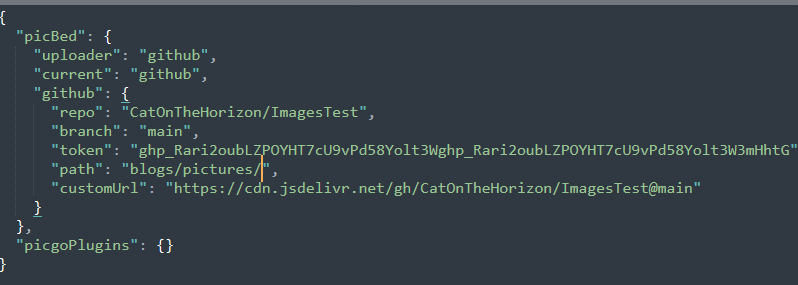 {
"picBed": {
"uploader": "github",
"current": "github",
"github": {
"repo": "CatOnTheHorizon/ImagesTest",
"branch": "main",
"token": "ghp_Rari2oubLZPOYHT7cU9vPd58Yolt3W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"
"path": "blogs/pictures/",
"customUrl": "https://cdn.jsdelivr.net/gh/CatOnTheHorizon/ImagesTest@main"
}
},
"picgoPlugins": {}
}